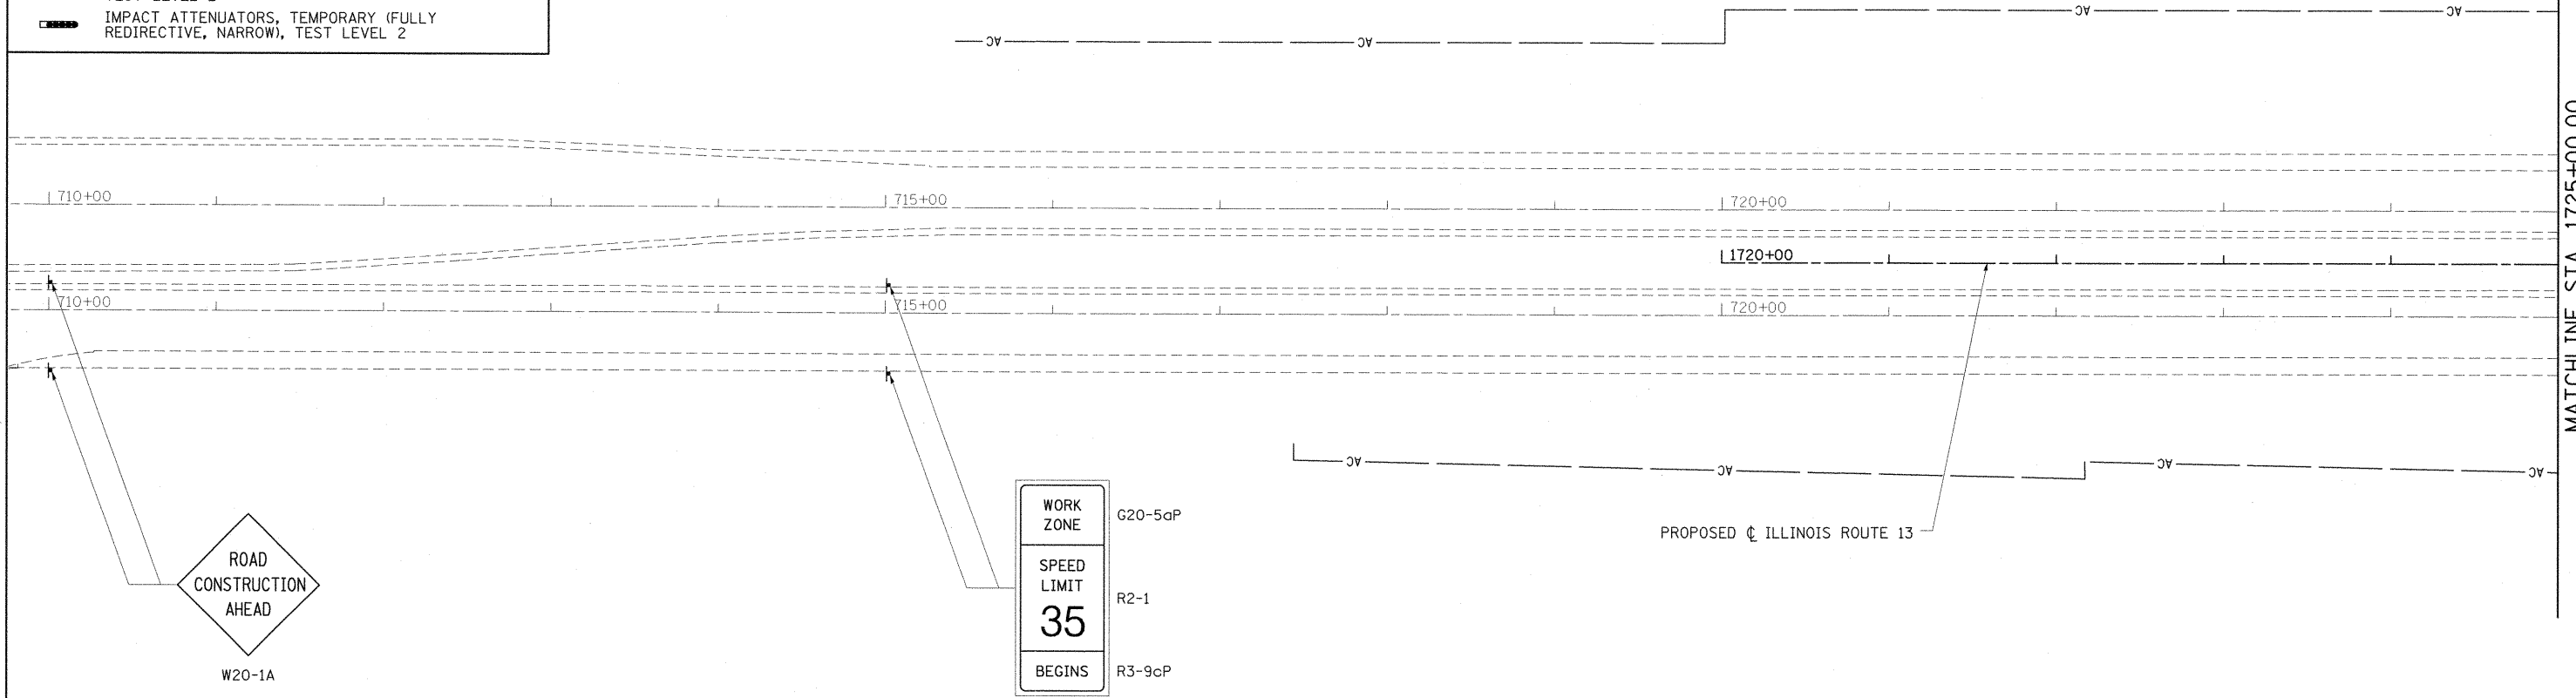 IMPACT ATTENUATORS, TEMPORARY (FULLY
REDIRECTIVE, NARROW), TEST LEVEL 2
AC
AC
AC
AC
710+00
715+00
720+00
1720+00
710+00
715+00
720+00
AC
AC
AC
AC
MATCHLINE STA 1725+00.00
WORK
ZONE
G20-5aP
SPEED
LIMIT
35
R2-1
BEGINS
PROPOSED ℄ ILLINOIS ROUTE 13
ROAD
CONSTRUCTION
AHEAD
W20-1A